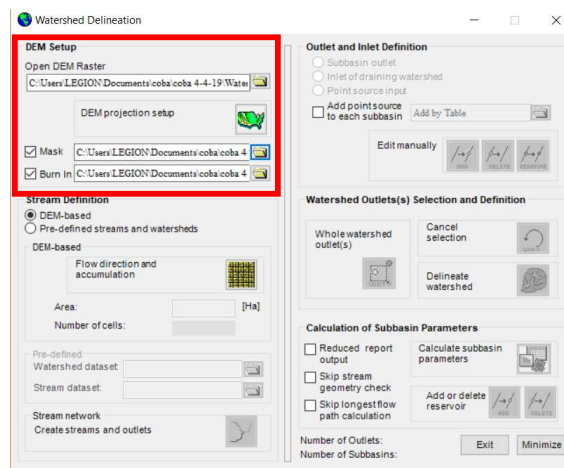 Watershed Delineation
DEM Setup
Open DEM Raster
C:\Users\LEGION\Documents\coba\coba 4-4-19\Water
DEM projection setup
Mask C:\Users\LEGION\Documents\coba\coba 4
Burn In C:\Users\LEGION\Documents\coba\coba 4
Stream Definition
DEM-based
Pre-defined streams and watersheds
DEM-based
Flow direction and
accumulation
Area: [Ha]
Number of cells:
Pre-defined
Watershed dataset
Stream dataset:
Stream network
Create streams and outlets
Outlet and Inlet Definition
Subbasin outlet
Inlet of draining watershed
Point source input
Add point source
to each subbasin
Add by Table
Edit manually
ADD
DELETE
REDEFINE
Watershed Outlets(s) Selection and Definition
Whole watershed
outlet(s)
Cancel
selection
Delineate
watershed
Calculation of Subbasin Parameters
Reduced report
output
Skip stream
geometry check
Skip longest flow
path calculation
Calculate subbasin
parameters
Add or delete
reservoir
ADD
DELETE
Number of Outlets:
Number of Subbasins:
Exit
Minimize